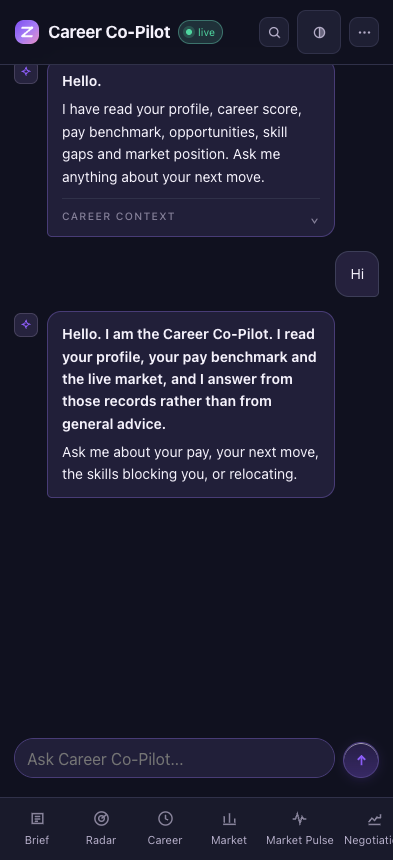 Career Co-Pilot
live
Hello.
I have read your profile, career score,
pay benchmark, opportunities, skill
gaps and market position. Ask me
anything about your next move.
CAREER CONTEXT
Hi
Hello. I am the Career Co-Pilot. I read
your profile, your pay benchmark and
the live market, and I answer from
those records rather than from
general advice.
Ask me about your pay, your next move,
the skills blocking you, or relocating.
Ask Career Co-Pilot...
Brief
Radar
Career
Market
Market Pulse
Negotiati